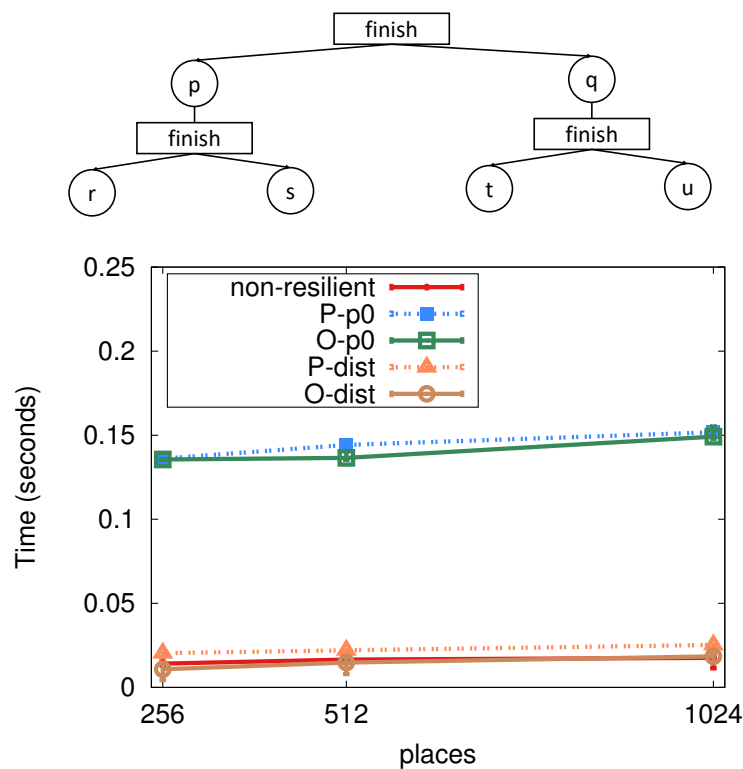 finish
p q
finish finish
r s t u
0.25
non-resilient
P-p0
0.2
O-p0
P-dist
O-dist
0.15
0.1
0.05
0
Time (seconds)
256 512 1024
places